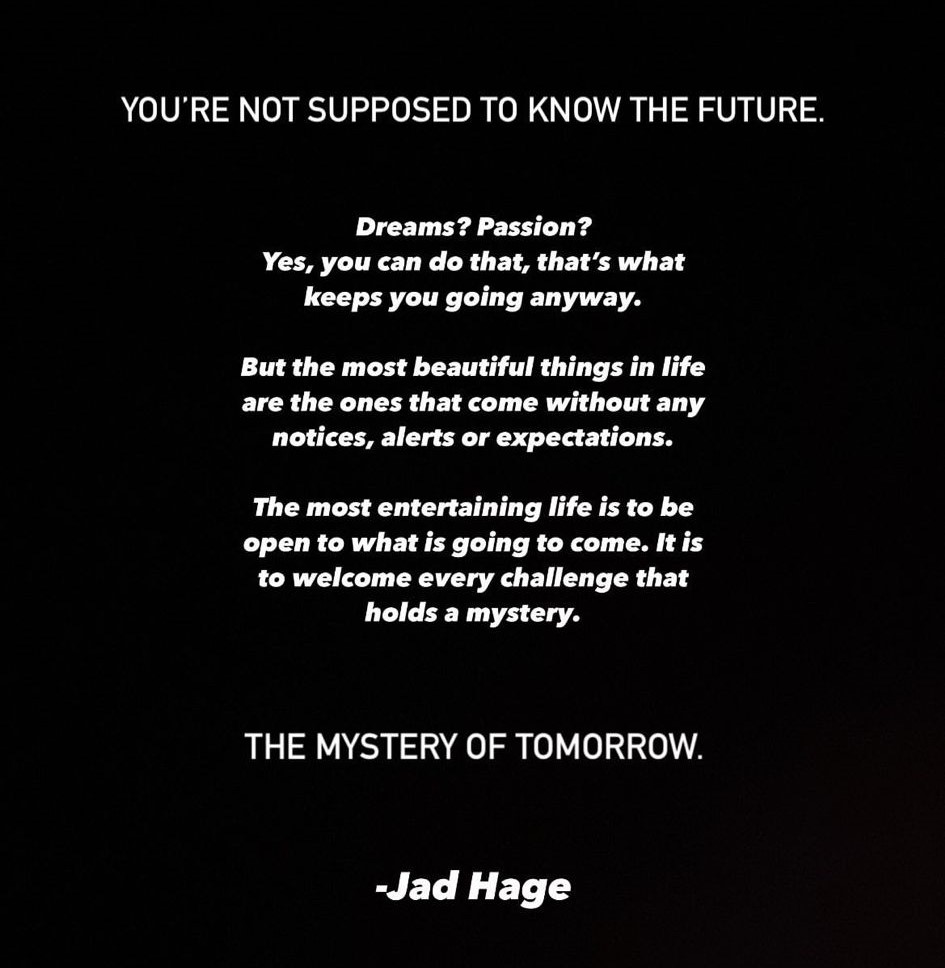 YOU’RE NOT SUPPOSED TO KNOW THE FUTURE.
Dreams? Passion?
Yes, you can do that, that’s what
keeps you going anyway.
But the most beautiful things in life
are the ones that come without any
notices, alerts or expectations.
The most entertaining life is to be
open to what is going to come. It is
to welcome every challenge that
holds a mystery.
THE MYSTERY OF TOMORROW.
-Jad Hage